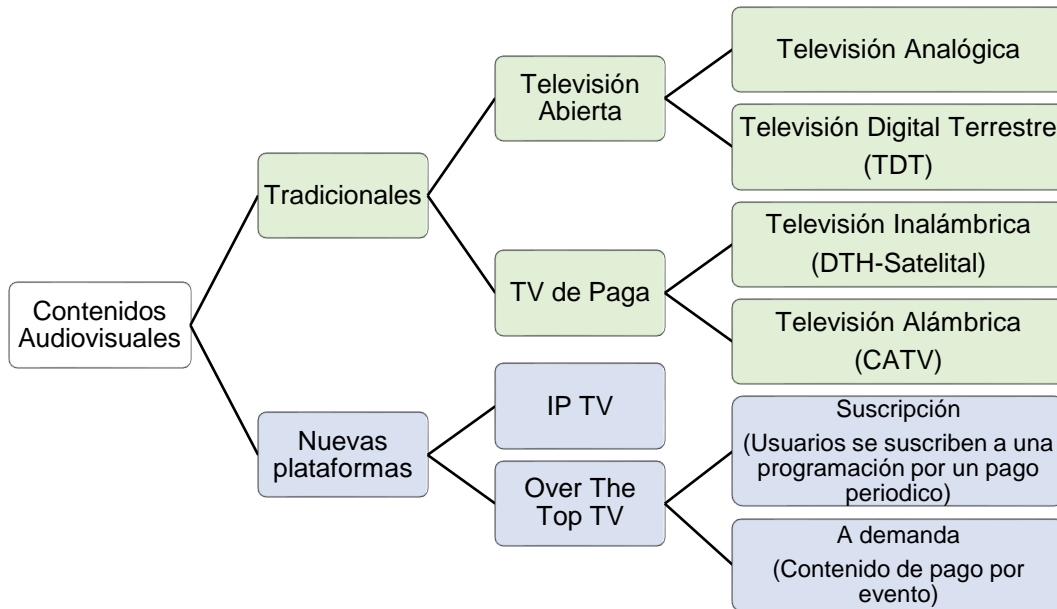 Contenidos
Audiovisuales
Tradicionales
Televisión
Abierta
Televisión Analógica
Televisión Digital Terrestre
(TDT)
TV de Paga
Televisión Inalámbrica
(DTH-Satelital)
Televisión Alámbrica
(CATV)
Nuevas
plataformas
IP TV
Over The
Top TV
Suscripción
(Usuarios se suscriben a una
programación por un pago
periodico)
A demanda
(Contenido de pago por
evento)